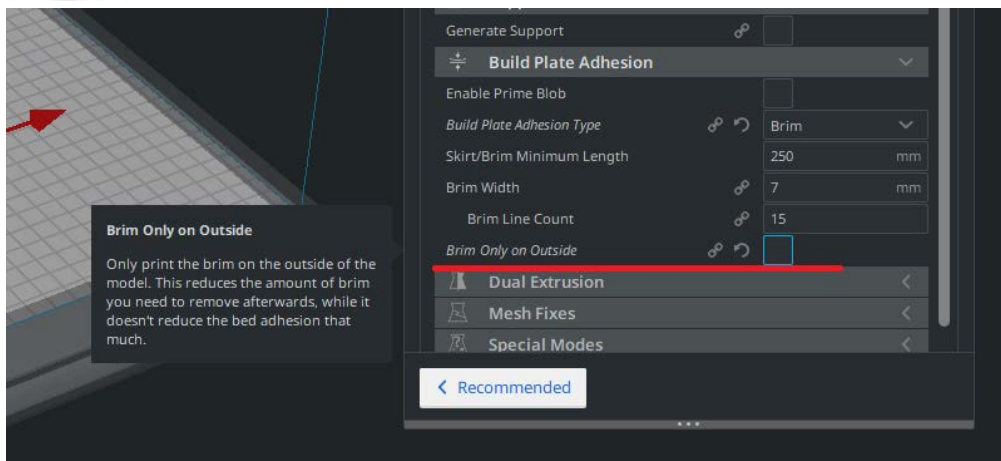 Generate Support
Build Plate Adhesion
Enable Prime Blob
Build Plate Adhesion Type Brim
Skirt/Brim Minimum Length 250 mm
Brim Width 7 mm
Brim Line Count 15
Brim Only on Outside
Dual Extrusion
Mesh Fixes
Special Modes
Recommended
Brim Only on Outside
Only print the brim on the outside of the
model. This reduces the amount of brim
you need to remove afterwards, while it
doesn't reduce the bed adhesion that
much.